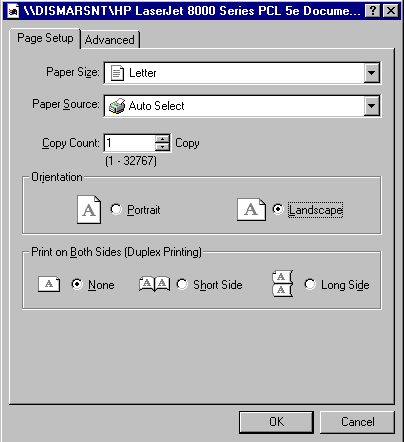 \\DISMARSNT\HP LaserJet 8000 Series PCL 5e Docume... ? ×
Page Setup Advanced
Paper Size: Letter
Paper Source: Auto Select
Copy Count: 1 Copy
(1 - 32767)
Orientation
A Portrait A Landscape
Print on Both Sides (Duplex Printing)
A None A A Short Side A A Long Side
OK Cancel